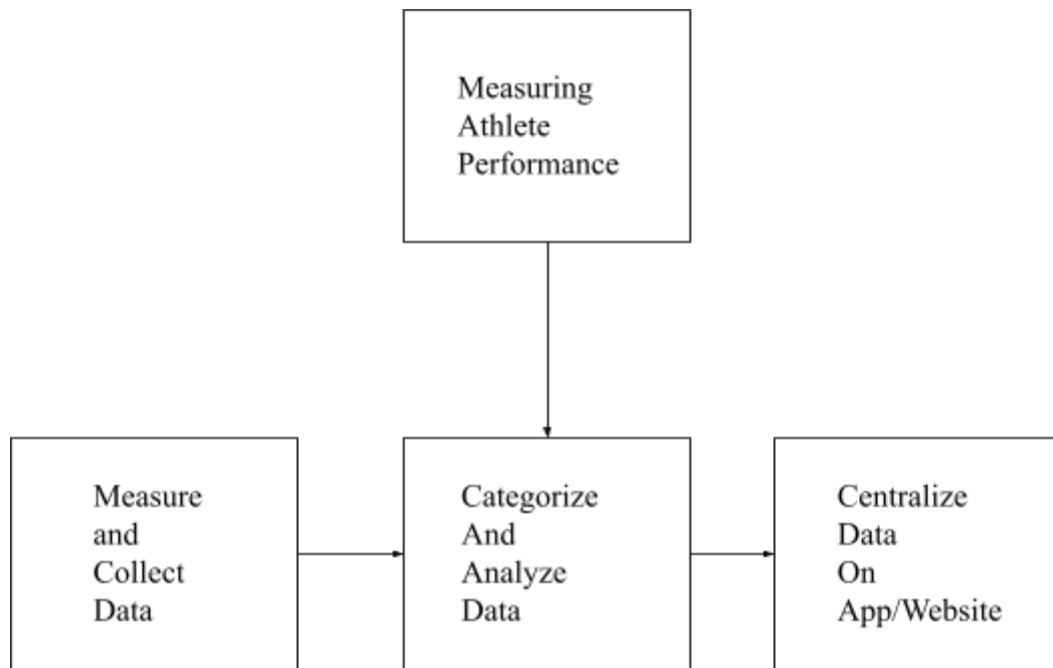 Measuring
Athlete
Performance
Measure
and
Collect
Data
Categorize
And
Analyze
Data
Centralize
Data
On
App/Website